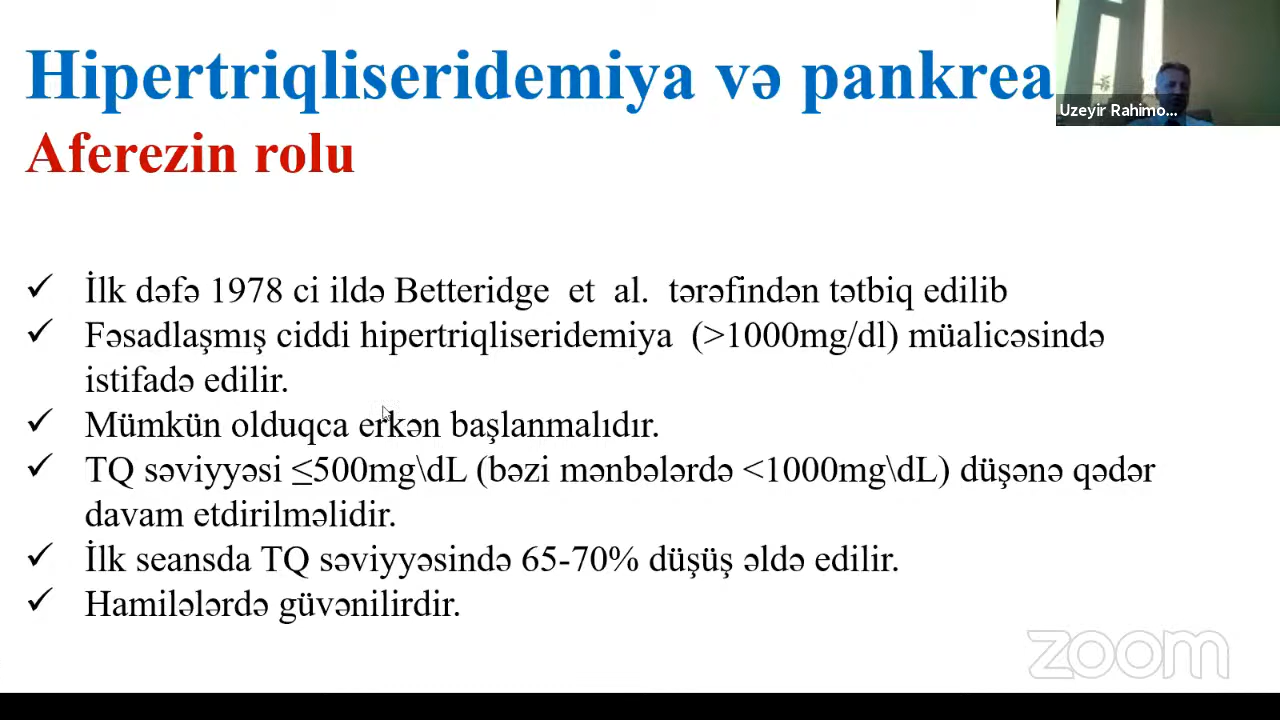 Hipertriqliseridemiya və pankrea
Uzeyir Rahimo...
Aferezin rolu
İlk dəfə 1978 ci ildə Betteridge et al. tərəfindən tətbiq edilib
Fəsadlaşmış ciddi hipertriqliseridemiya (>1000mg/dl) müalicəsində
istifadə edilir.
Mümkün olduqca erkən başlanmalıdır.
TQ səviyyəsi ≤500mg\dL (bəzi mənbələrdə <1000mg\dL) düşənə qədər
davam etdirilməlidir.
İlk seansda TQ səviyyəsində 65-70% düşüş əldə edilir.
Hamilələrdə güvənilirdir.
zoom